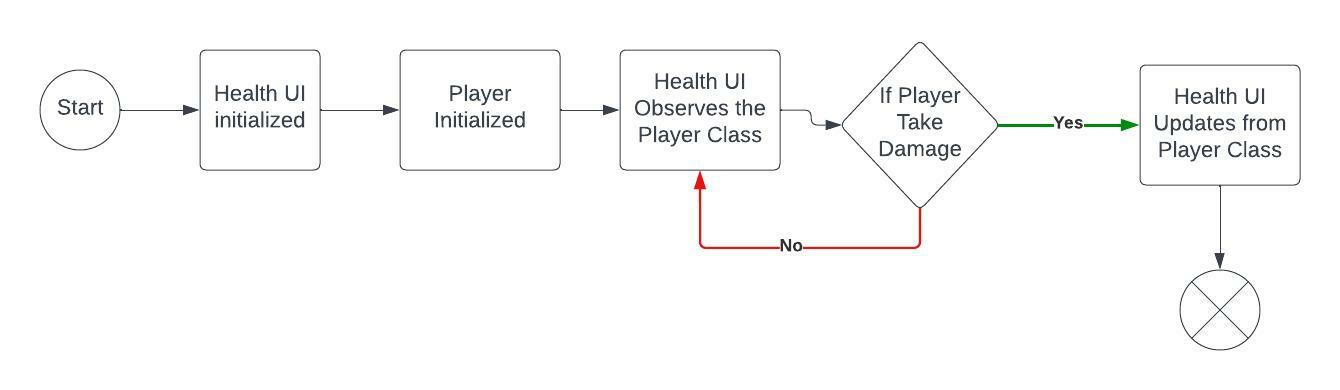 Start
Health UI
initialized
Player
Initialized
Health UI
Observes the
Player Class
If Player
Take
Damage
Yes
Health UI
Updates from
Player Class
No